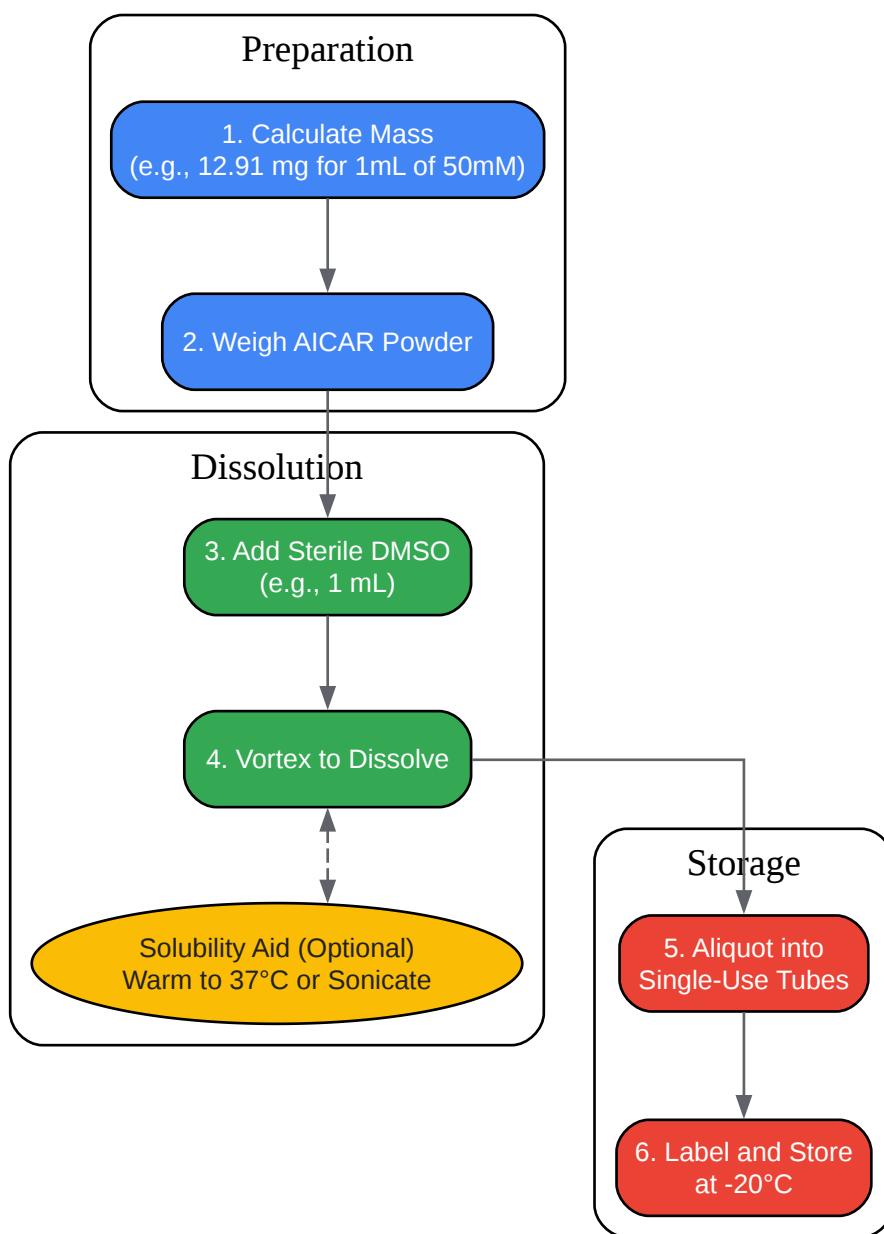 Preparation
1. Calculate Mass
(e.g., 12.91 mg for 1mL of 50mM)
2. Weigh AICAR Powder
Dissolution
3. Add Sterile DMSO
(e.g., 1 mL)
4. Vortex to Dissolve
Solubility Aid (Optional)
Warm to 37°C or Sonicate
Storage
5. Aliquot into
Single-Use Tubes
6. Label and Store
at -20°C